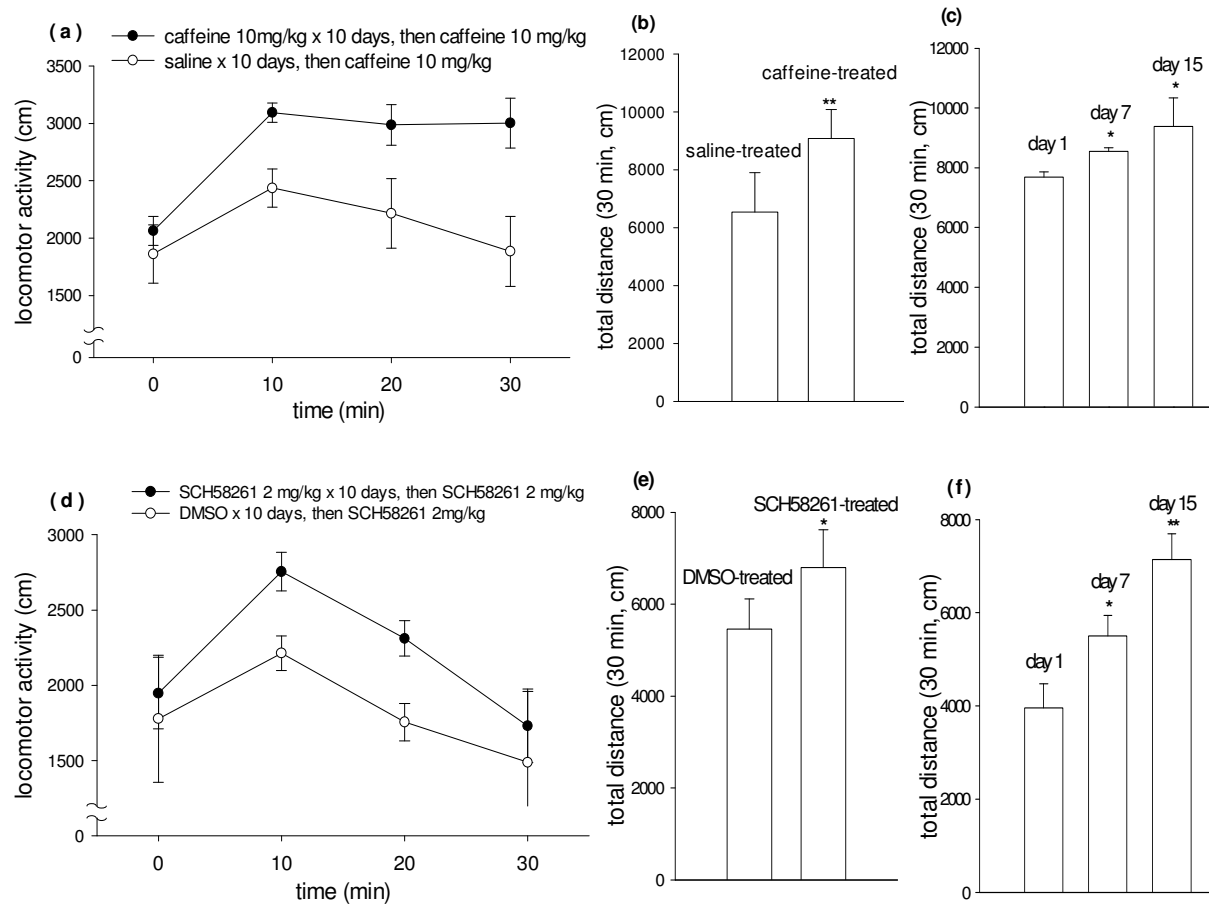 (a)
caffeine 10mg/kg x 10 days, then caffeine 10 mg/kg
saline x 10 days, then caffeine 10 mg/kg
locomotor activity (cm)
3500
3000
2500
2000
1500
0
0 10 20 30
time (min)
(b)
total distance (30 min, cm)
12000
10000
8000
6000
4000
2000
0
saline-treated
caffeine-treated
**
(c)
total distance (30 min, cm)
12000
10000
8000
6000
4000
2000
0
day 1
day 7
*
day 15
*
(d)
SCH58261 2 mg/kg x 10 days, then SCH58261 2 mg/kg
DMSO x 10 days, then SCH58261 2mg/kg
locomotor activity (cm)
3000
2500
2000
1500
0
0 10 20 30
time (min)
(e)
total distance (30 min, cm)
8000
6000
4000
2000
0
DMSO-treated
SCH58261-treated
*
(f)
total distance (30 min, cm)
8000
6000
4000
2000
0
day 1
day 7
*
day 15
**